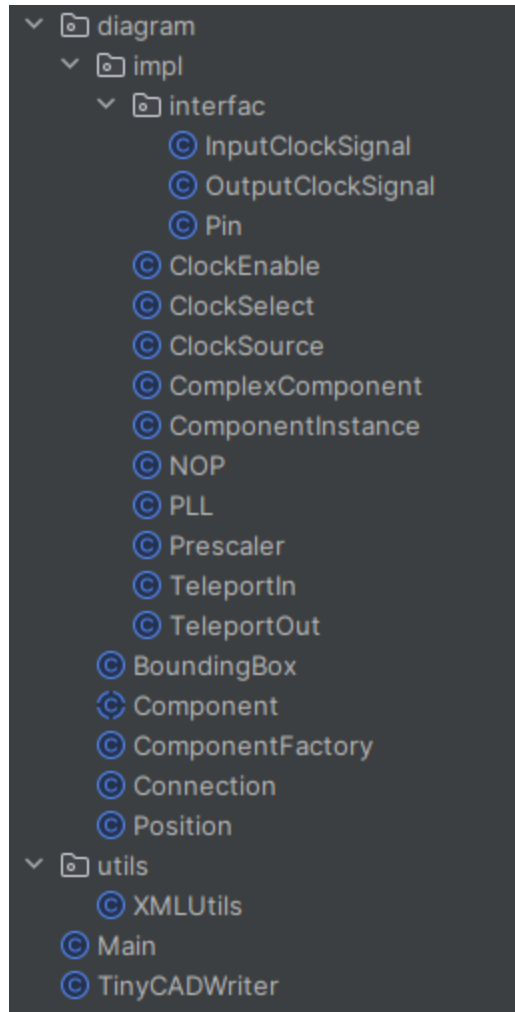 diagram
impl
interfac
InputClockSignal
OutputClockSignal
Pin
ClockEnable
ClockSelect
ClockSource
ComplexComponent
ComponentInstance
NOP
PLL
Prescaler
TeleportIn
TeleportOut
BoundingBox
Component
ComponentFactory
Connection
Position
utils
XMLUtils
Main
TinyCADWriter